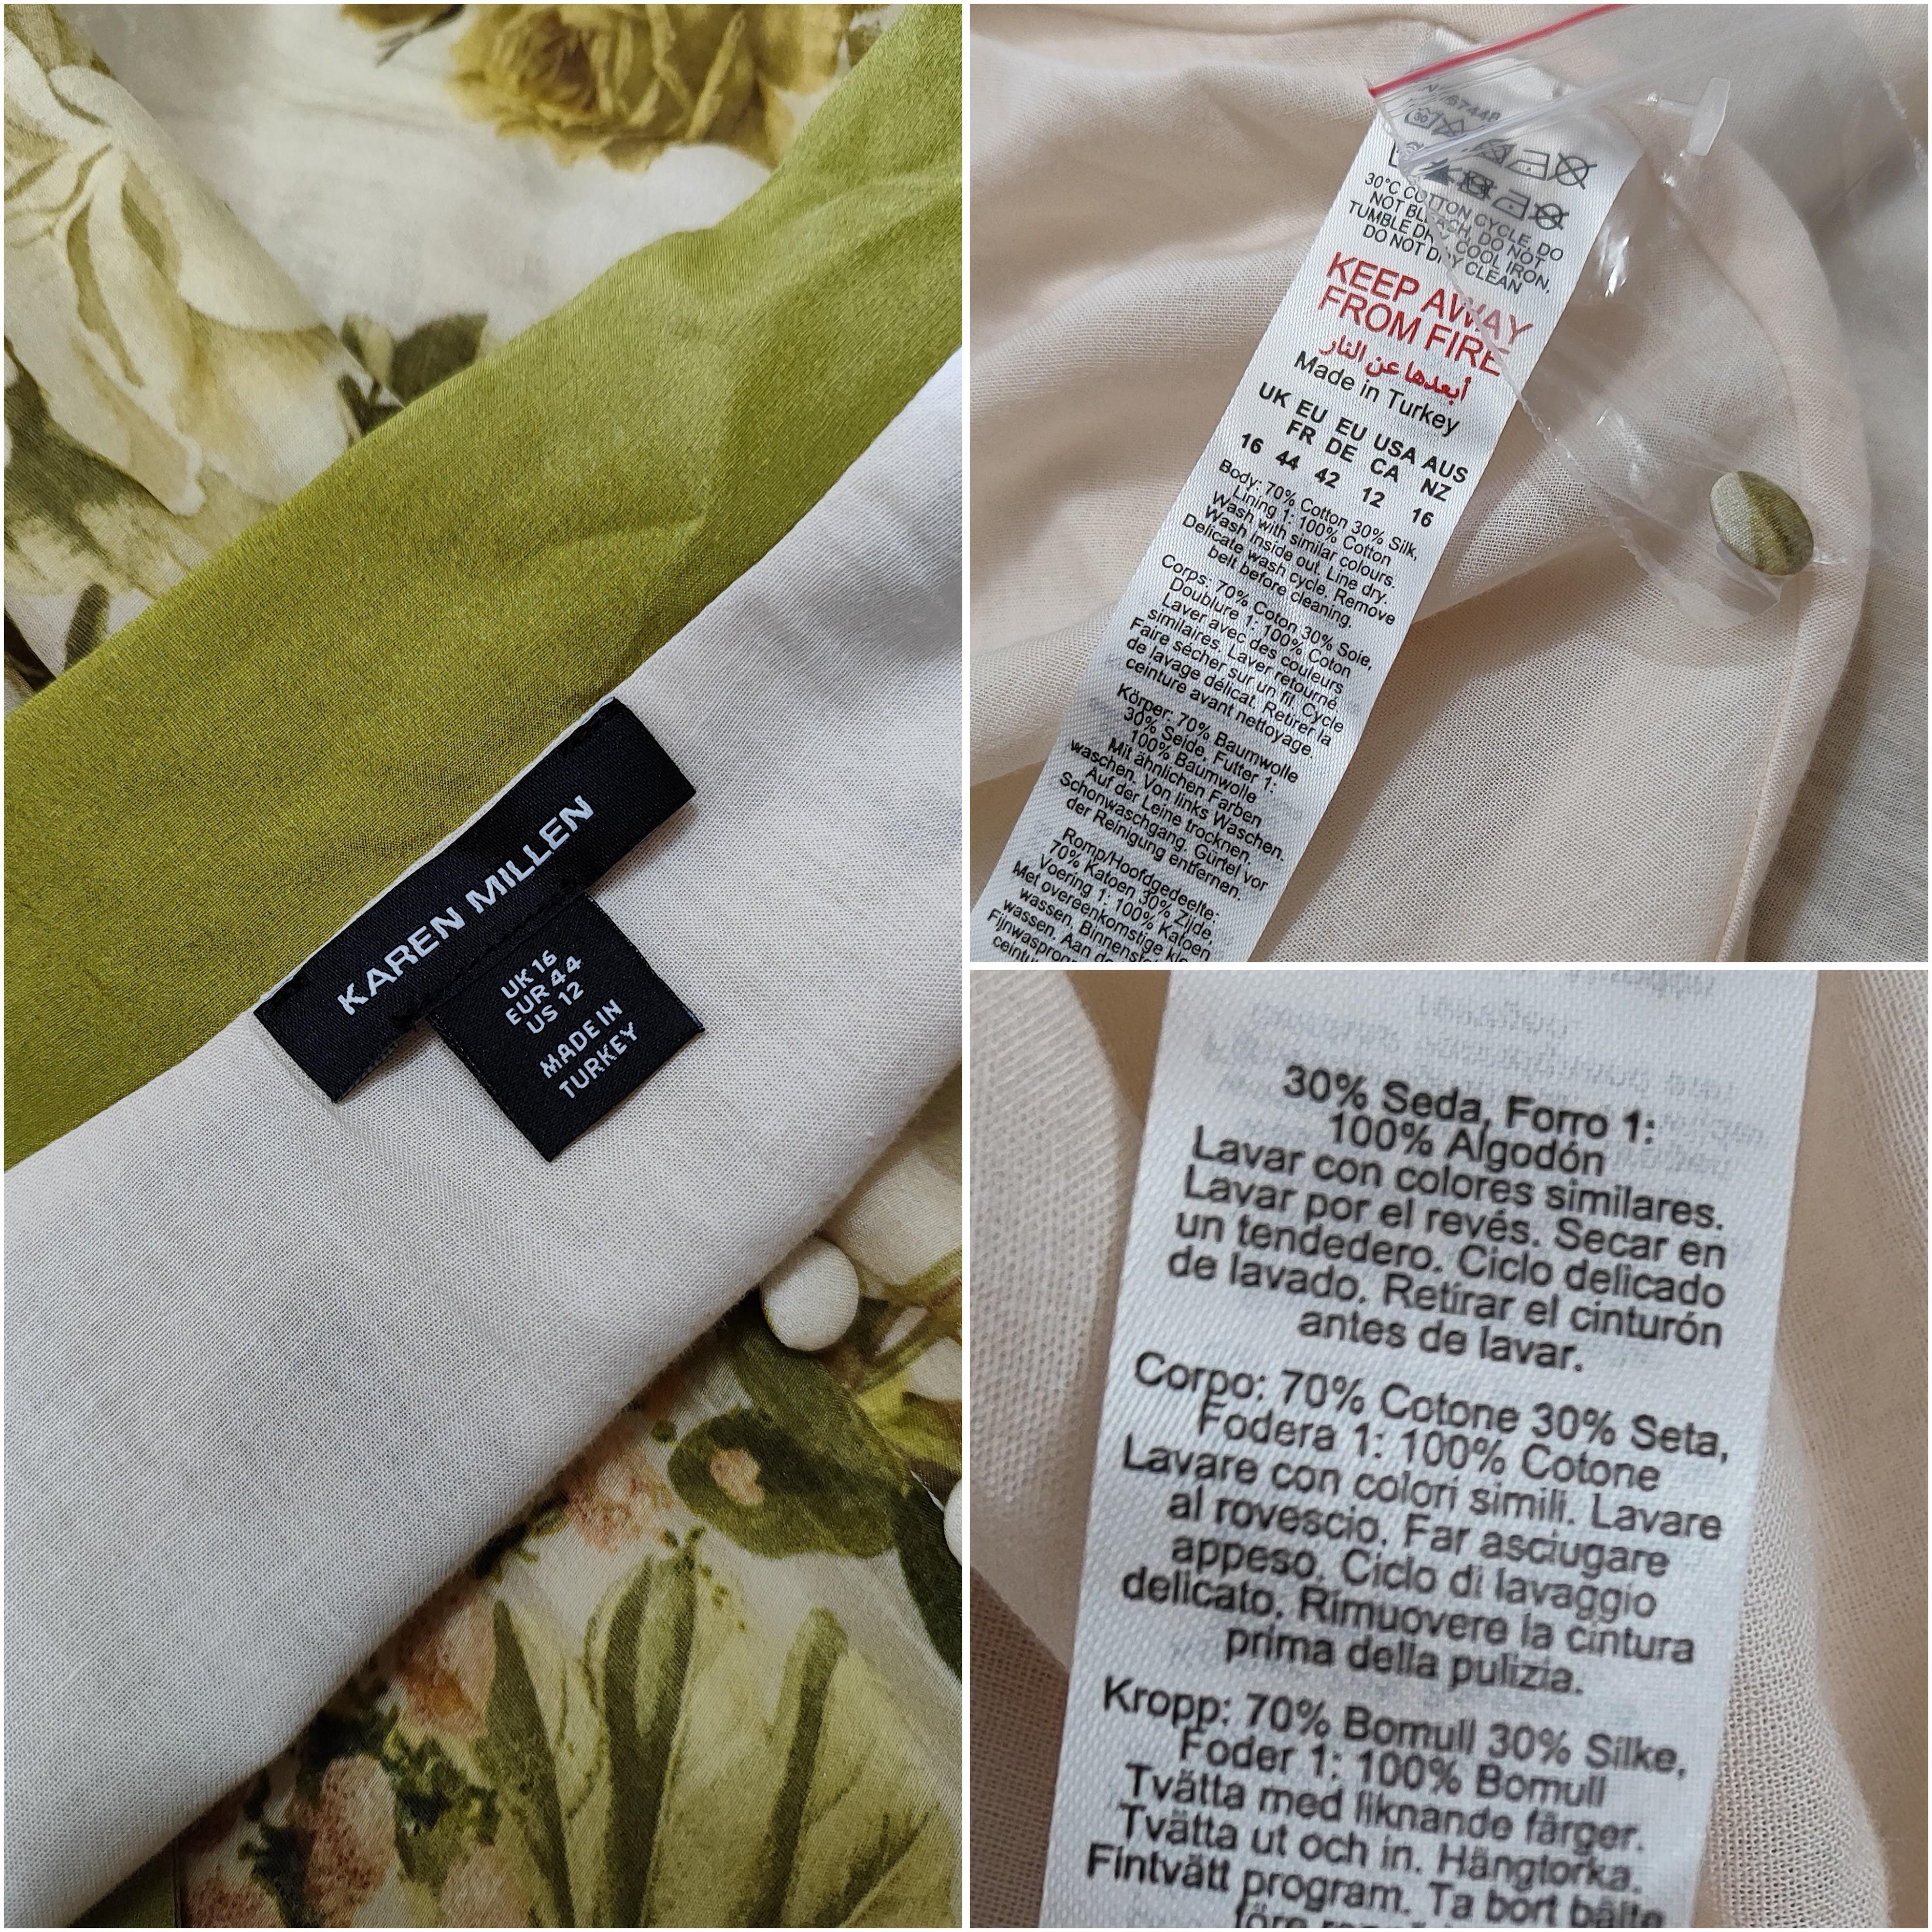 KAREN MILLEN
UK 16
EUR 44
US 12
MADE IN
TURKEY
30°C COTTON CYCLE, DO
NOT BLEACH, DO NOT
TUMBLE DRY, COOL IRON,
DO NOT DRY CLEAN
KEEP AWAY
FROM FIRE
أبعدها عن النار
Made in Turkey
UK EU EU USA AUS
FR DE CA NZ
16 44 42 12 16
Body: 70% Cotton 30% Silk,
Lining 1: 100% Cotton
Wash with similar colours.
Wash inside out. Line dry.
Delicate wash cycle. Remove
belt before cleaning.
Corps: 70% Coton 30% Soie,
Doublure 1: 100% Coton
Laver avec des couleurs
similaires. Laver retourné.
Faire sécher sur un fil. Cycle
de lavage délicat. Retirer la
ceinture avant nettoyage.
Körper: 70% Baumwolle
30% Seide, Futter 1:
100% Baumwolle
Mit ähnlichen Farben
waschen. Von links Waschen.
Auf der Leine trocknen.
Schonwaschgang. Gürtel vor
der Reinigung entfernen.
Romp/Hoofdgedeelte:
70% Katoen 30% Zijde,
Voering 1: 100% Katoen
Met overeenkomstige
wassen.
wassen. Aan
30% Seda, Forro 1:
100% Algodón
Lavar con colores similares.
Lavar por el revés. Secar en
un tendedero. Ciclo delicado
de lavado. Retirar el cinturón
antes de lavar.
Corpo: 70% Cotone 30% Seta,
Fodera 1: 100% Cotone
Lavare con colori simili. Lavare
al rovescio. Far asciugare
appeso. Ciclo di lavaggio
delicato. Rimuovere la cintura
prima della pulizia.
Kropp: 70% Bomull 30% Silke,
Foder 1: 100% Bomull
Tvätta med liknande färger.
Tvätta ut och in. Hängtorka.
Fintvätt program. Ta bort bälte